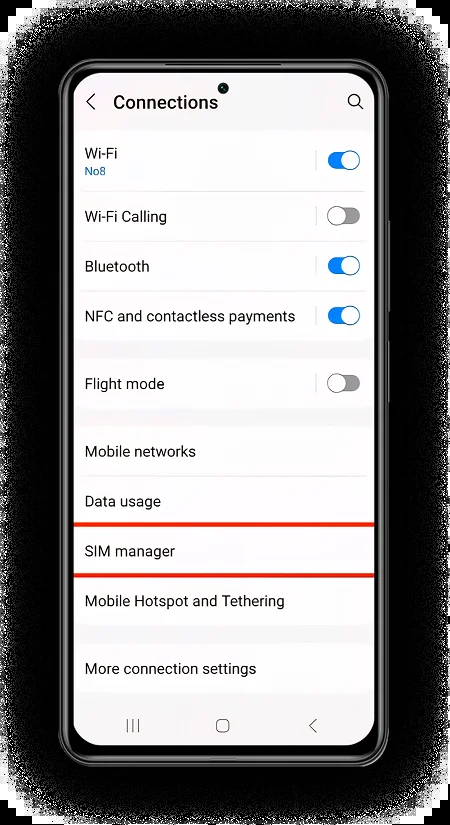 Connections
Wi-Fi
No8
Wi-Fi Calling
Bluetooth
NFC and contactless payments
Flight mode
Mobile networks
Data usage
SIM manager
Mobile Hotspot and Tethering
More connection settings